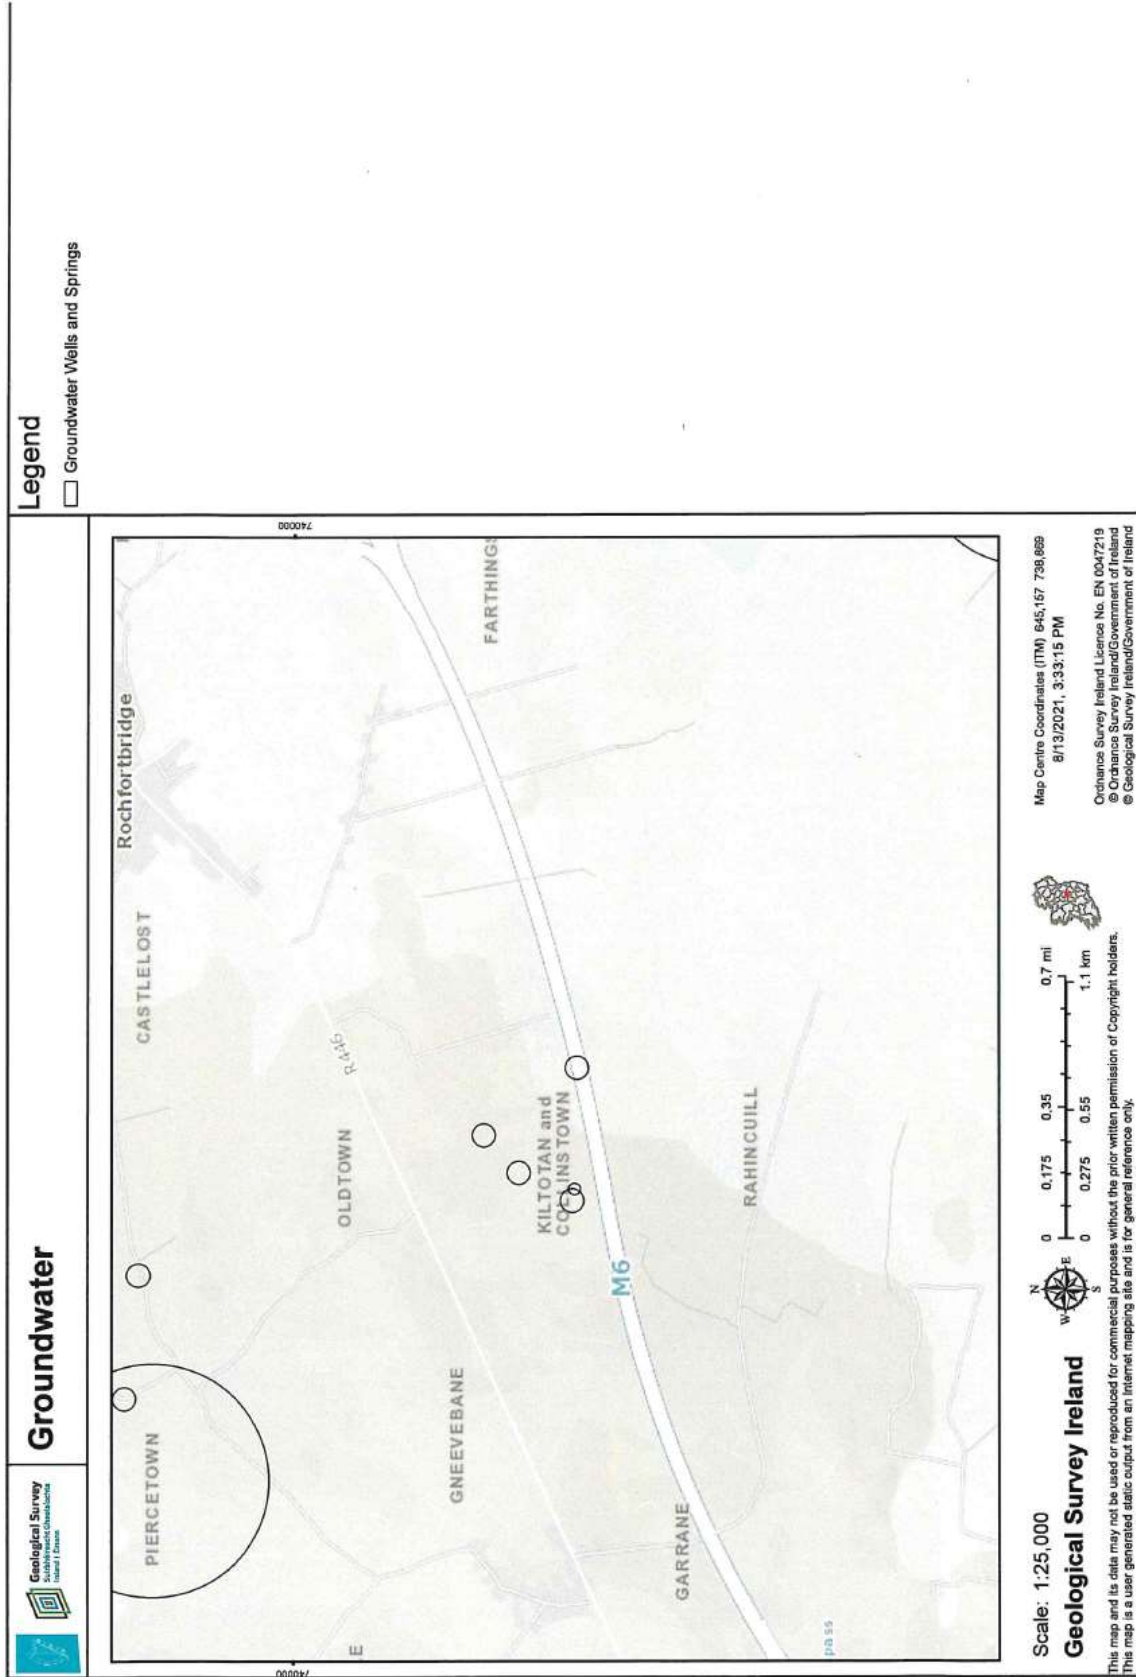 Geological Survey
Suirbhéireacht Gheolaíochta
Ireland | Éireann
Groundwater
Legend
Groundwater Wells and Springs
740000
740000
Rochfortbridge
CASTLELOST
PIERCETOWN
OLDTOWN
R446
GNEEVEBANE
KILTOTAN and
COLLINSTOWN
FARTHINGS
M6
RAHINCUILL
GARRANE
E
pass
Scale: 1:25,000
Geological Survey Ireland
N
W
E
S
0 0.175 0.35 0.7 mi
0 0.275 0.55 1.1 km
Map Centre Coordinates (ITM) 645,157 738,869
8/13/2021, 3:33:15 PM
Ordnance Survey Ireland Licence No. EN 0047219
© Ordnance Survey Ireland/Government of Ireland
© Geological Survey Ireland/Government of Ireland
This map and its data may not be used or reproduced for commercial purposes without the prior written permission of Copyright holders.
This map is a user generated static output from an Internet mapping site and is for general reference only.